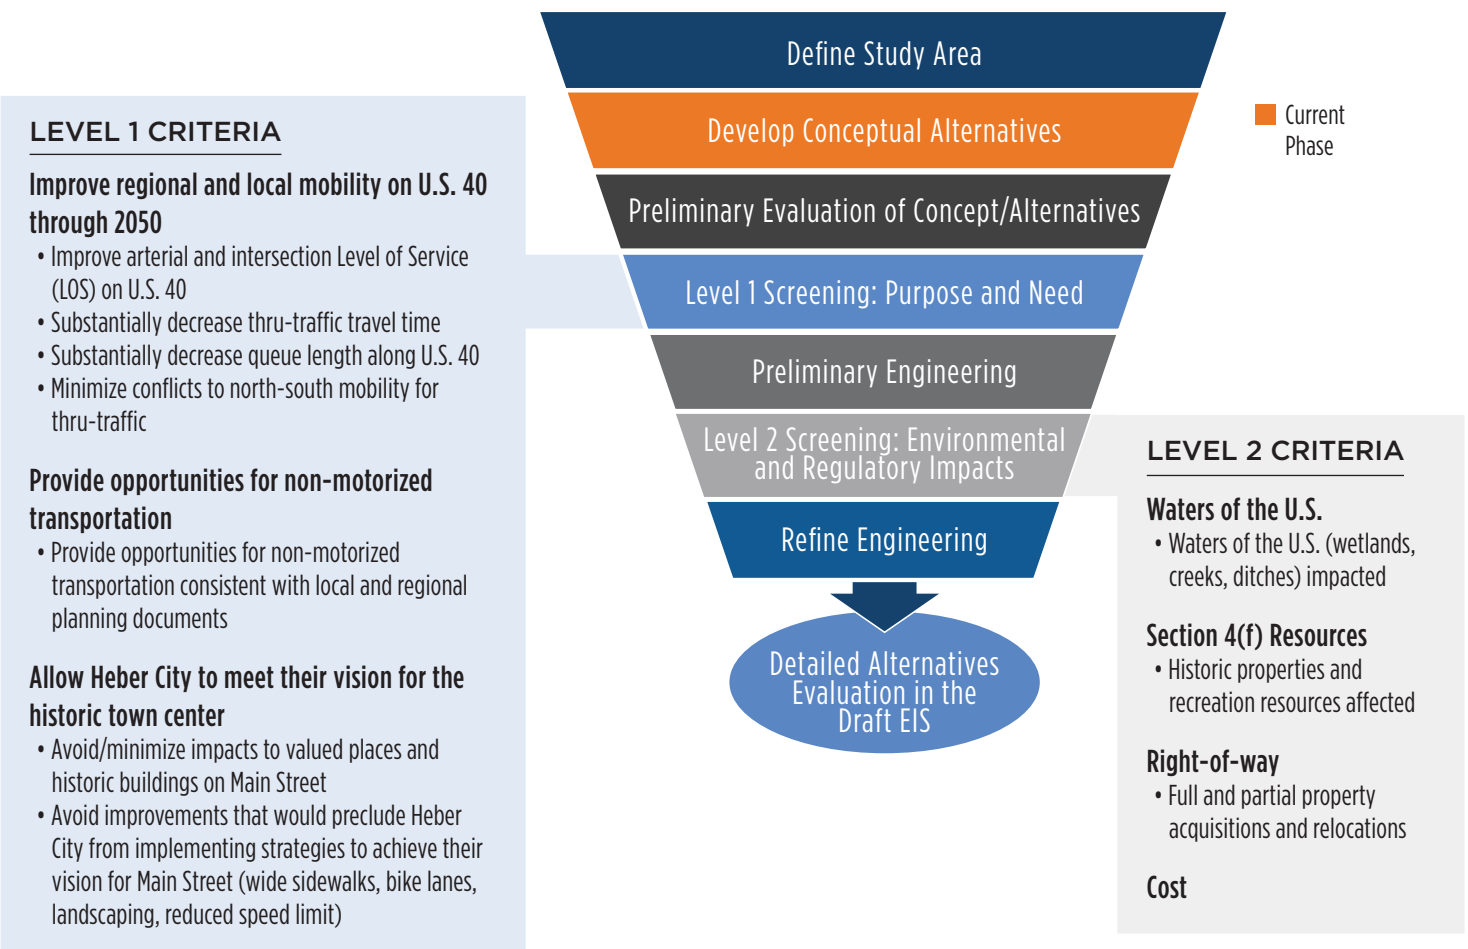 Define Study Area
Develop Conceptual Alternatives
Preliminary Evaluation of Concept/Alternatives
Level 1 Screening: Purpose and Need
Preliminary Engineering
Level 2 Screening: Environmental
and Regulatory Impacts
Refine Engineering
Detailed Alternatives
Evaluation in the
Draft EIS
Current
Phase
LEVEL 1 CRITERIA
Improve regional and local mobility on U.S. 40
through 2050
• Improve arterial and intersection Level of Service
(LOS) on U.S. 40
• Substantially decrease thru-traffic travel time
• Substantially decrease queue length along U.S. 40
• Minimize conflicts to north-south mobility for
thru-traffic
Provide opportunities for non-motorized
transportation
• Provide opportunities for non-motorized
transportation consistent with local and regional
planning documents
Allow Heber City to meet their vision for the
historic town center
• Avoid/minimize impacts to valued places and
historic buildings on Main Street
• Avoid improvements that would preclude Heber
City from implementing strategies to achieve their
vision for Main Street (wide sidewalks, bike lanes,
landscaping, reduced speed limit)
LEVEL 2 CRITERIA
Waters of the U.S.
• Waters of the U.S. (wetlands,
creeks, ditches) impacted
Section 4(f) Resources
• Historic properties and
recreation resources affected
Right-of-way
• Full and partial property
acquisitions and relocations
Cost